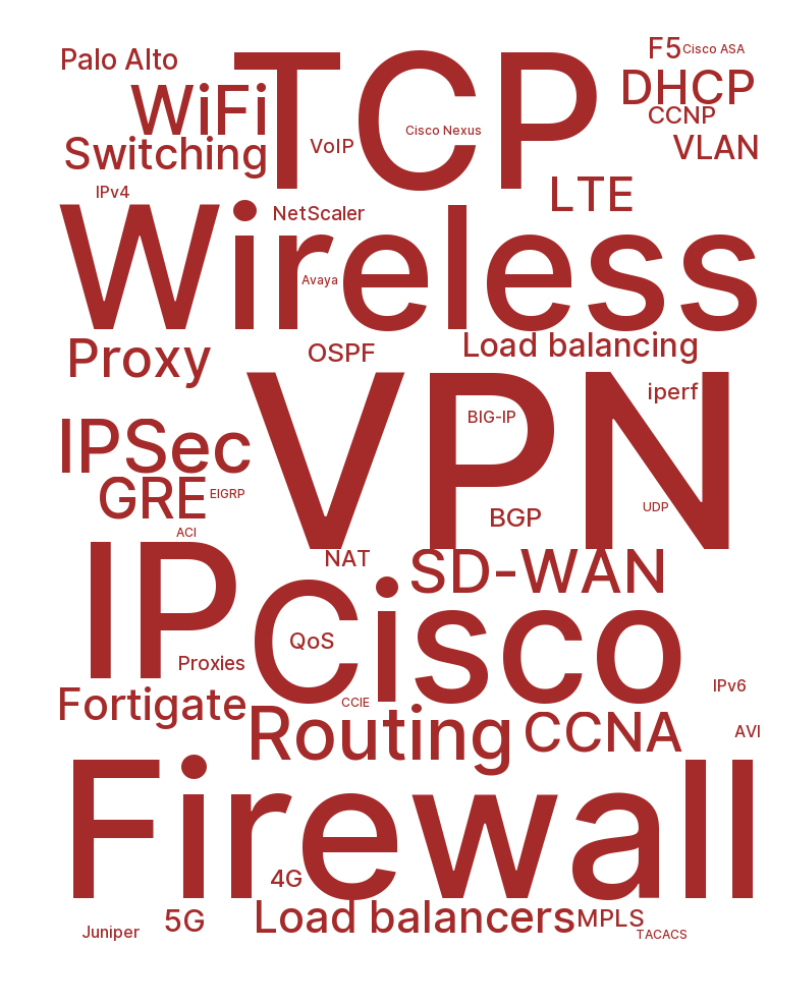 F5
Cisco ASA
Palo Alto
TCP
DHCP
WiFi
CCNP
Cisco Nexus
VoIP
VLAN
Switching
IPv4
LTE
NetScaler
Wireless
Avaya
Proxy
OSPF
Load balancing
iperf
VPN
BIG-IP
IPSec
GRE
EIGRP
UDP
BGP
ACI
NAT
SD-WAN
IP
Cisco
QoS
Proxies
IPv6
Fortigate
CCIE
Routing
CCNA
AVI
Firewall
4G
5G
Load balancers
MPLS
Juniper
TACACS